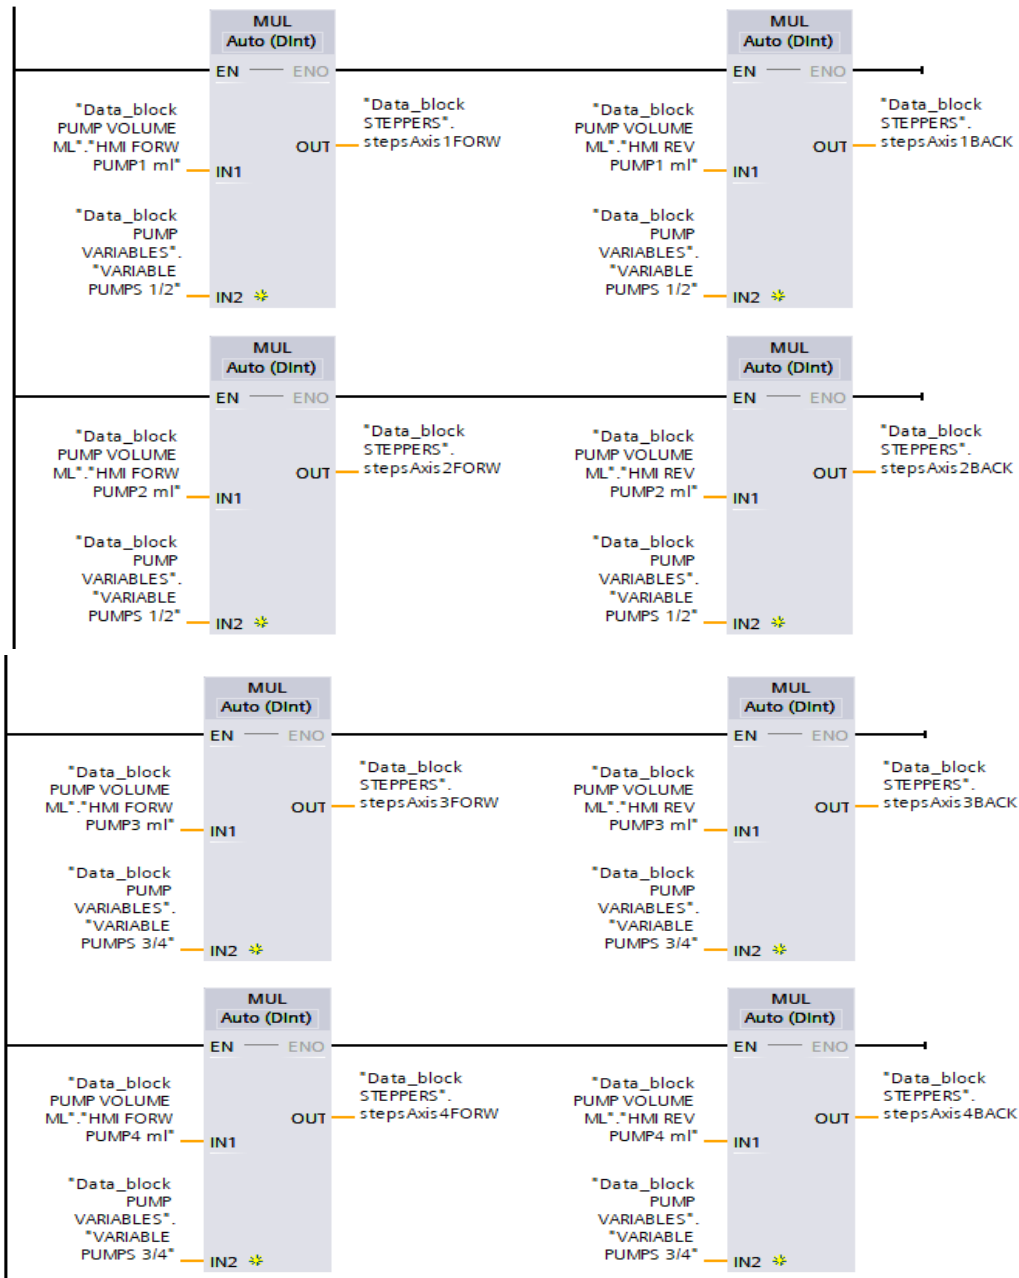 MUL
Auto (DInt)
EN
ENO
"Data_block
PUMP VOLUME
ML"."HMI FORW
PUMP1 ml"
IN1
"Data_block
PUMP
VARIABLES".
"VARIABLE
PUMPS 1/2"
IN2
OUT
"Data_block
STEPPERS".
stepsAxis1FORW
MUL
Auto (DInt)
EN
ENO
"Data_block
PUMP VOLUME
ML"."HMI REV
PUMP1 ml"
IN1
"Data_block
PUMP
VARIABLES".
"VARIABLE
PUMPS 1/2"
IN2
OUT
"Data_block
STEPPERS".
stepsAxis1BACK
MUL
Auto (DInt)
EN
ENO
"Data_block
PUMP VOLUME
ML"."HMI FORW
PUMP2 ml"
IN1
"Data_block
PUMP
VARIABLES".
"VARIABLE
PUMPS 1/2"
IN2
OUT
"Data_block
STEPPERS".
stepsAxis2FORW
MUL
Auto (DInt)
EN
ENO
"Data_block
PUMP VOLUME
ML"."HMI REV
PUMP2 ml"
IN1
"Data_block
PUMP
VARIABLES".
"VARIABLE
PUMPS 1/2"
IN2
OUT
"Data_block
STEPPERS".
stepsAxis2BACK
MUL
Auto (DInt)
EN
ENO
"Data_block
PUMP VOLUME
ML"."HMI FORW
PUMP3 ml"
IN1
"Data_block
PUMP
VARIABLES".
"VARIABLE
PUMPS 3/4"
IN2
OUT
"Data_block
STEPPERS".
stepsAxis3FORW
MUL
Auto (DInt)
EN
ENO
"Data_block
PUMP VOLUME
ML"."HMI REV
PUMP3 ml"
IN1
"Data_block
PUMP
VARIABLES".
"VARIABLE
PUMPS 3/4"
IN2
OUT
"Data_block
STEPPERS".
stepsAxis3BACK
MUL
Auto (DInt)
EN
ENO
"Data_block
PUMP VOLUME
ML"."HMI FORW
PUMP4 ml"
IN1
"Data_block
PUMP
VARIABLES".
"VARIABLE
PUMPS 3/4"
IN2
OUT
"Data_block
STEPPERS".
stepsAxis4FORW
MUL
Auto (DInt)
EN
ENO
"Data_block
PUMP VOLUME
ML"."HMI REV
PUMP4 ml"
IN1
"Data_block
PUMP
VARIABLES".
"VARIABLE
PUMPS 3/4"
IN2
OUT
"Data_block
STEPPERS".
stepsAxis4BACK